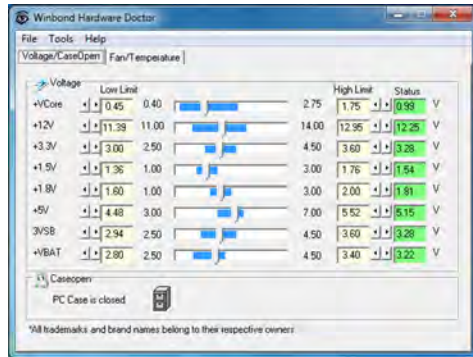 Winbond Hardware Doctor
File Tools Help
Voltage/CaseOpen Fan/Temperature
Voltage
Low Limit High Limit Status
+VCore 0.45 0.40 2.75 1.75 0.99 V
+12V 11.39 11.00 14.00 12.95 12.25 V
+3.3V 3.00 2.50 4.50 3.60 3.28 V
+1.5V 1.36 1.00 3.00 1.76 1.54 V
+1.8V 1.60 1.00 3.00 2.00 1.81 V
+5V 4.48 3.00 7.00 5.52 5.15 V
3VSB 2.94 2.50 4.50 3.60 3.28 V
+VBAT 2.80 2.50 4.50 3.40 3.22 V
Caseopen
PC Case is closed
*All trademarks and brand names belong to their respective owners